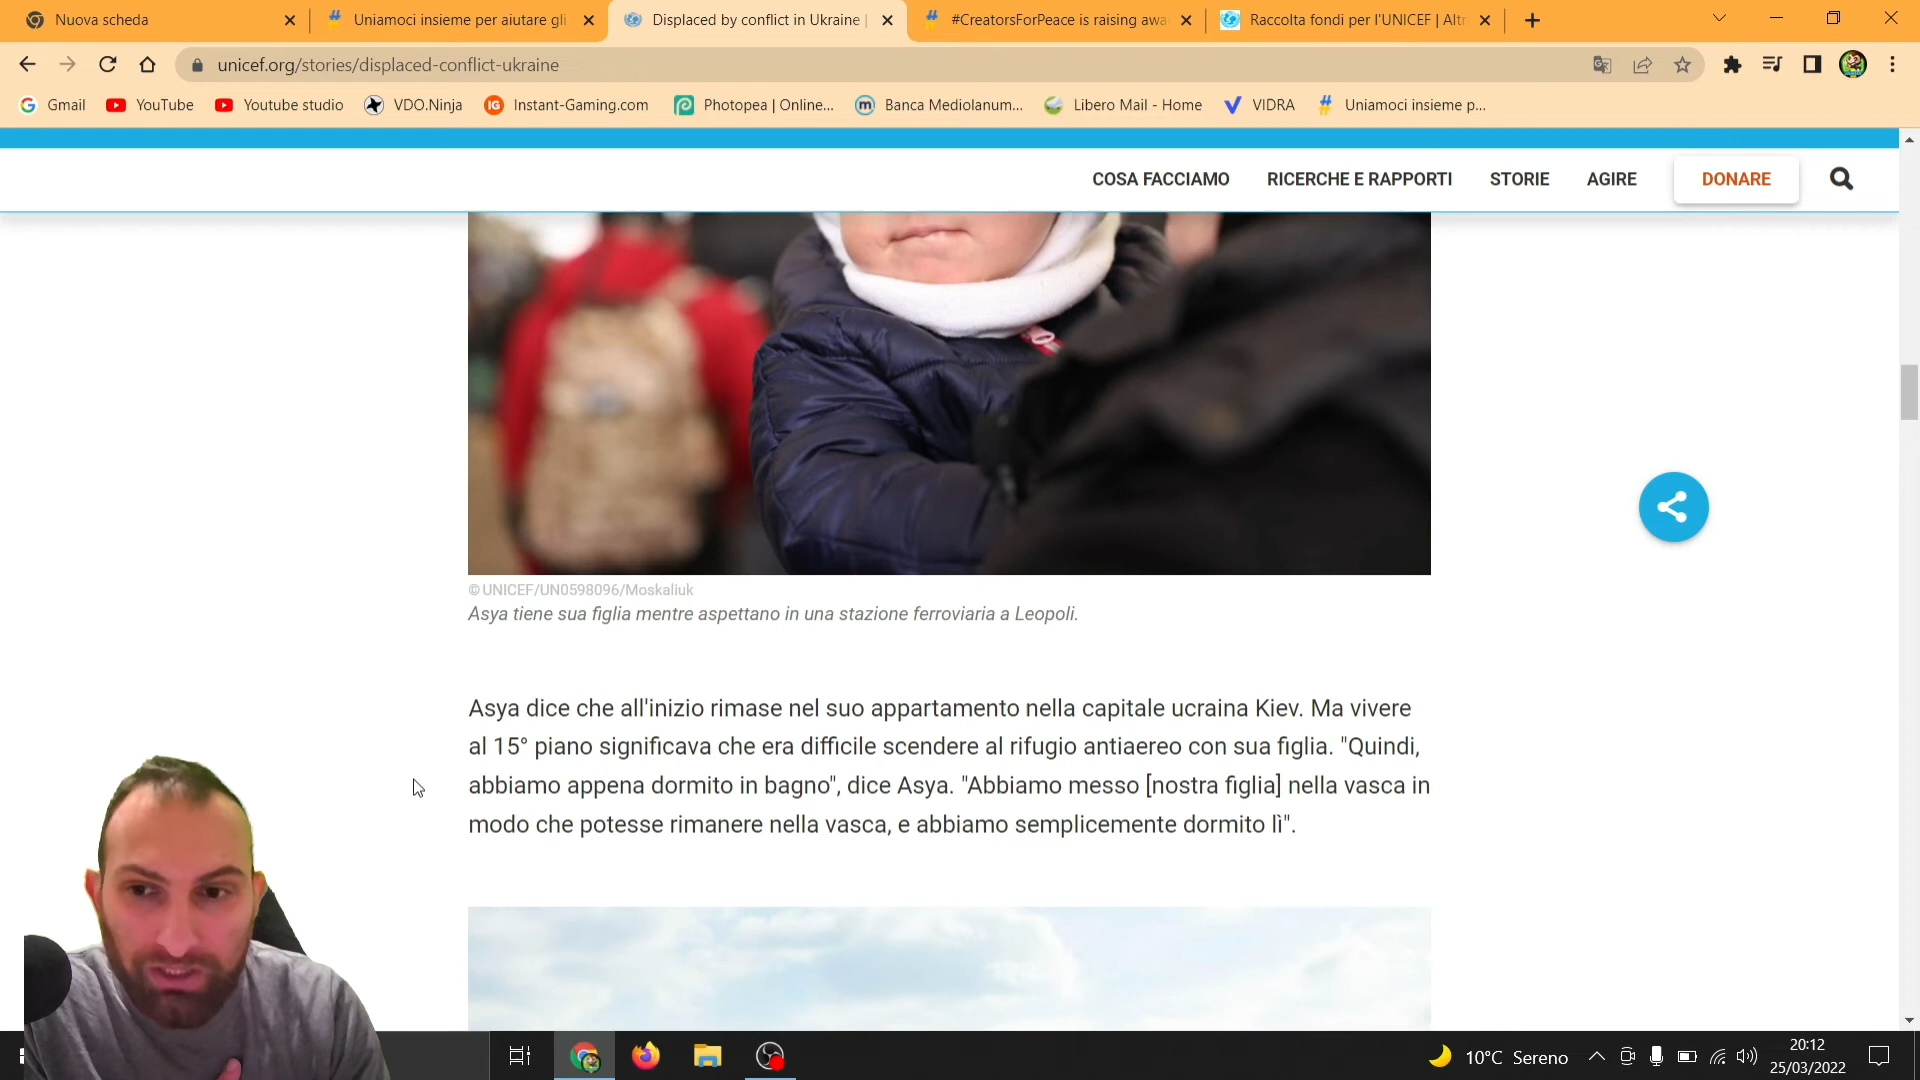 Nuova scheda
Uniamoci insieme per aiutare gli
Displaced by conflict in Ukraine |
#CreatorsForPeace is raising awa
Raccolta fondi per l'UNICEF | Altr
unicef.org/stories/displaced-conflict-ukraine
Gmail
YouTube
Youtube studio
VDO.Ninja
IG
Instant-Gaming.com
Photopea | Online...
m
Banca Mediolanum...
Libero Mail - Home
VIDRA
Uniamoci insieme p...
COSA FACCIAMO
RICERCHE E RAPPORTI
STORIE
AGIRE
DONARE
© UNICEF/UN0598096/Moskaliuk
Asya tiene sua figlia mentre aspettano in una stazione ferroviaria a Leopoli.
Asya dice che all'inizio rimase nel suo appartamento nella capitale ucraina Kiev. Ma vivere
al 15° piano significava che era difficile scendere al rifugio antiaereo con sua figlia. "Quindi,
abbiamo appena dormito in bagno", dice Asya. "Abbiamo messo [nostra figlia] nella vasca in
modo che potesse rimanere nella vasca, e abbiamo semplicemente dormito lì".
10°C Sereno
20:12
25/03/2022